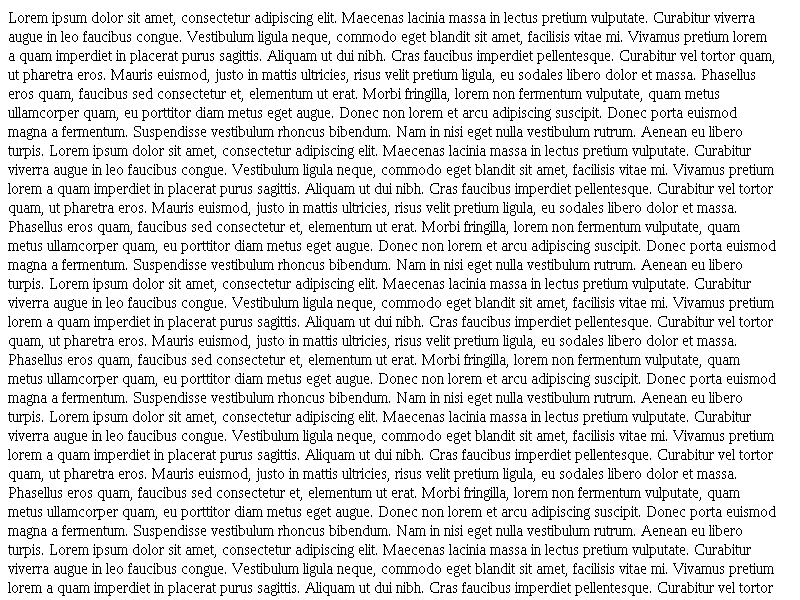 Lorem ipsum dolor sit amet, consectetur adipiscing elit. Maecenas lacinia massa in lectus pretium vulputate. Curabitur viverra
augue in leo faucibus congue. Vestibulum ligula neque, commodo eget blandit sit amet, facilisis vitae mi. Vivamus pretium lorem
a quam imperdiet in placerat purus sagittis. Aliquam ut dui nibh. Cras faucibus imperdiet pellentesque. Curabitur vel tortor quam,
ut pharetra eros. Mauris euismod, justo in mattis ultricies, risus velit pretium ligula, eu sodales libero dolor et massa. Phasellus
eros quam, faucibus sed consectetur et, elementum ut erat. Morbi fringilla, lorem non fermentum vulputate, quam metus
ullamcorper quam, eu porttitor diam metus eget augue. Donec non lorem et arcu adipiscing suscipit. Donec porta euismod
magna a fermentum. Suspendisse vestibulum rhoncus bibendum. Nam in nisi eget nulla vestibulum rutrum. Aenean eu libero
turpis. Lorem ipsum dolor sit amet, consectetur adipiscing elit. Maecenas lacinia massa in lectus pretium vulputate. Curabitur
viverra augue in leo faucibus congue. Vestibulum ligula neque, commodo eget blandit sit amet, facilisis vitae mi. Vivamus pretium
lorem a quam imperdiet in placerat purus sagittis. Aliquam ut dui nibh. Cras faucibus imperdiet pellentesque. Curabitur vel tortor
quam, ut pharetra eros. Mauris euismod, justo in mattis ultricies, risus velit pretium ligula, eu sodales libero dolor et massa.
Phasellus eros quam, faucibus sed consectetur et, elementum ut erat. Morbi fringilla, lorem non fermentum vulputate, quam
metus ullamcorper quam, eu porttitor diam metus eget augue. Donec non lorem et arcu adipiscing suscipit. Donec porta euismod
magna a fermentum. Suspendisse vestibulum rhoncus bibendum. Nam in nisi eget nulla vestibulum rutrum. Aenean eu libero
turpis. Lorem ipsum dolor sit amet, consectetur adipiscing elit. Maecenas lacinia massa in lectus pretium vulputate. Curabitur
viverra augue in leo faucibus congue. Vestibulum ligula neque, commodo eget blandit sit amet, facilisis vitae mi. Vivamus pretium
lorem a quam imperdiet in placerat purus sagittis. Aliquam ut dui nibh. Cras faucibus imperdiet pellentesque. Curabitur vel tortor
quam, ut pharetra eros. Mauris euismod, justo in mattis ultricies, risus velit pretium ligula, eu sodales libero dolor et massa.
Phasellus eros quam, faucibus sed consectetur et, elementum ut erat. Morbi fringilla, lorem non fermentum vulputate, quam
metus ullamcorper quam, eu porttitor diam metus eget augue. Donec non lorem et arcu adipiscing suscipit. Donec porta euismod
magna a fermentum. Suspendisse vestibulum rhoncus bibendum. Nam in nisi eget nulla vestibulum rutrum. Aenean eu libero
turpis. Lorem ipsum dolor sit amet, consectetur adipiscing elit. Maecenas lacinia massa in lectus pretium vulputate. Curabitur
viverra augue in leo faucibus congue. Vestibulum ligula neque, commodo eget blandit sit amet, facilisis vitae mi. Vivamus pretium
lorem a quam imperdiet in placerat purus sagittis. Aliquam ut dui nibh. Cras faucibus imperdiet pellentesque. Curabitur vel tortor
quam, ut pharetra eros. Mauris euismod, justo in mattis ultricies, risus velit pretium ligula, eu sodales libero dolor et massa.
Phasellus eros quam, faucibus sed consectetur et, elementum ut erat. Morbi fringilla, lorem non fermentum vulputate, quam
metus ullamcorper quam, eu porttitor diam metus eget augue. Donec non lorem et arcu adipiscing suscipit. Donec porta euismod
magna a fermentum. Suspendisse vestibulum rhoncus bibendum. Nam in nisi eget nulla vestibulum rutrum. Aenean eu libero
turpis. Lorem ipsum dolor sit amet, consectetur adipiscing elit. Maecenas lacinia massa in lectus pretium vulputate. Curabitur
viverra augue in leo faucibus congue. Vestibulum ligula neque, commodo eget blandit sit amet, facilisis vitae mi. Vivamus pretium
lorem a quam imperdiet in placerat purus sagittis. Aliquam ut dui nibh. Cras faucibus imperdiet pellentesque. Curabitur vel tortor